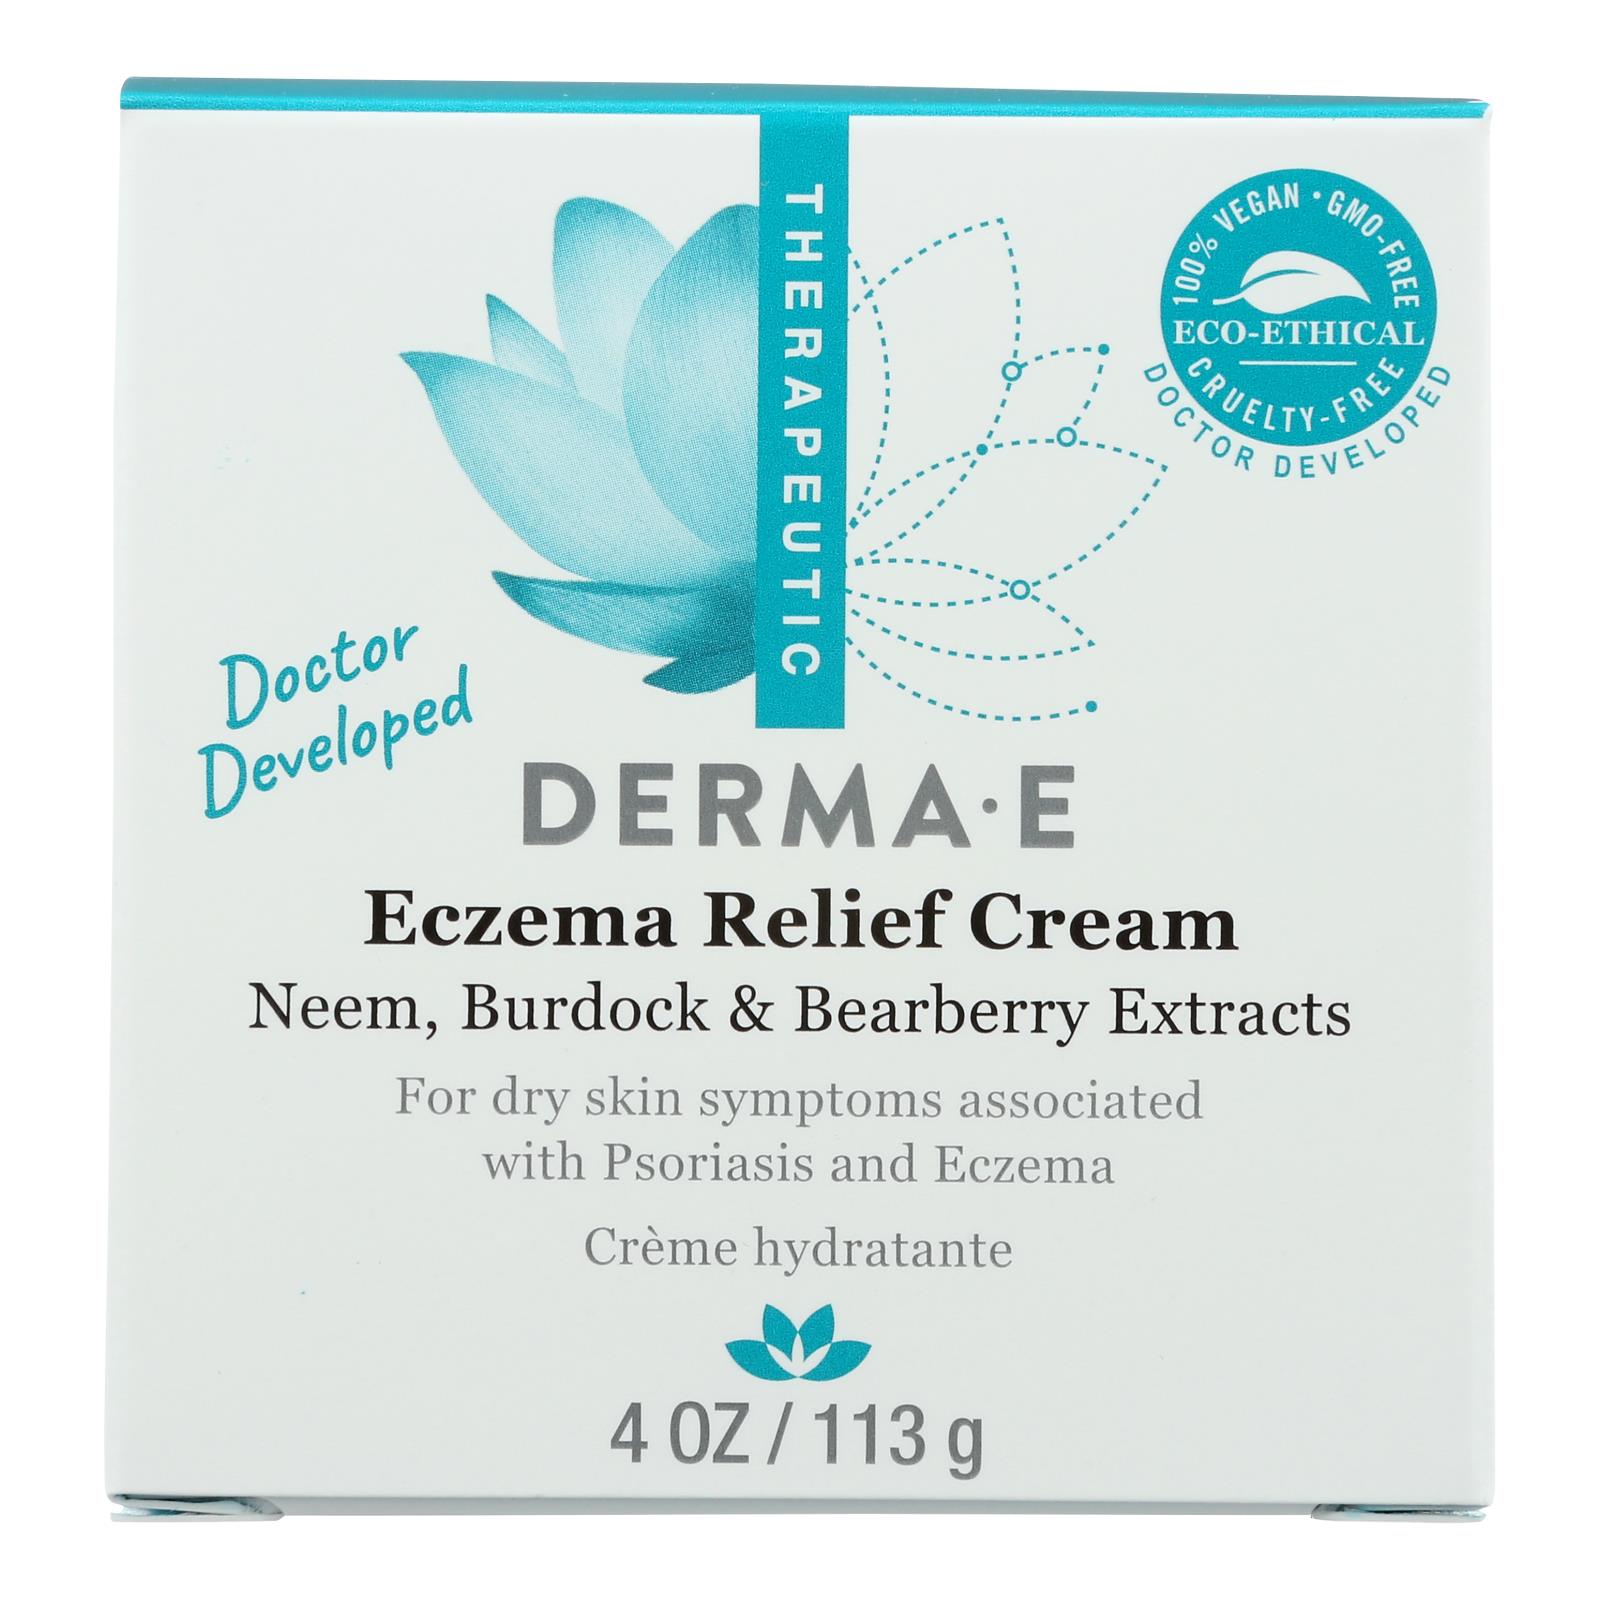 THERAPEUTIC
100% VEGAN · GMO-FREE
ECO-ETHICAL
CRUELTY-FREE
DOCTOR DEVELOPED
Doctor
Developed
DERMA·E
Eczema Relief Cream
Neem, Burdock & Bearberry Extracts
For dry skin symptoms associated
with Psoriasis and Eczema
Crème hydratante
4 OZ / 113 g